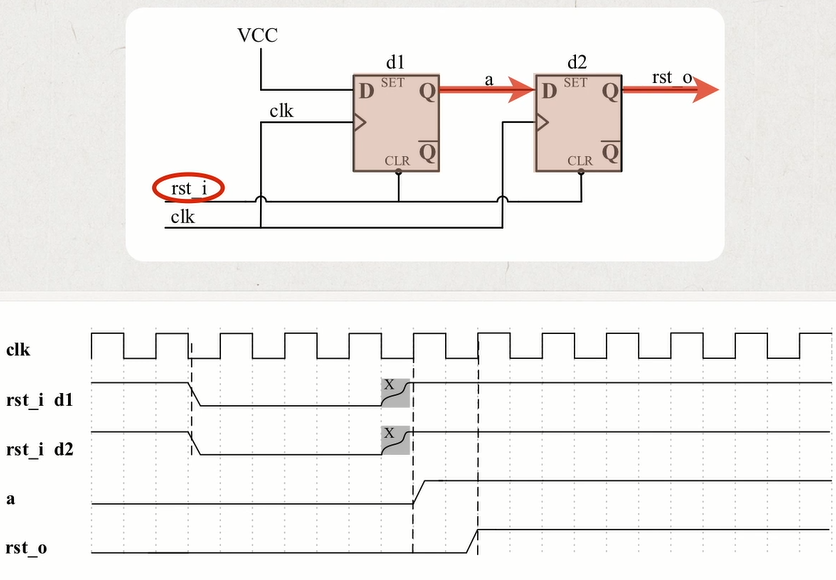 VCC
d1
d2
SET
SET
D
Q
a
D
Q
rst_o
clk
Q
Q
CLR
CLR
rst_i
clk
clk
X
rst_i d1
X
rst_i d2
a
rst_o